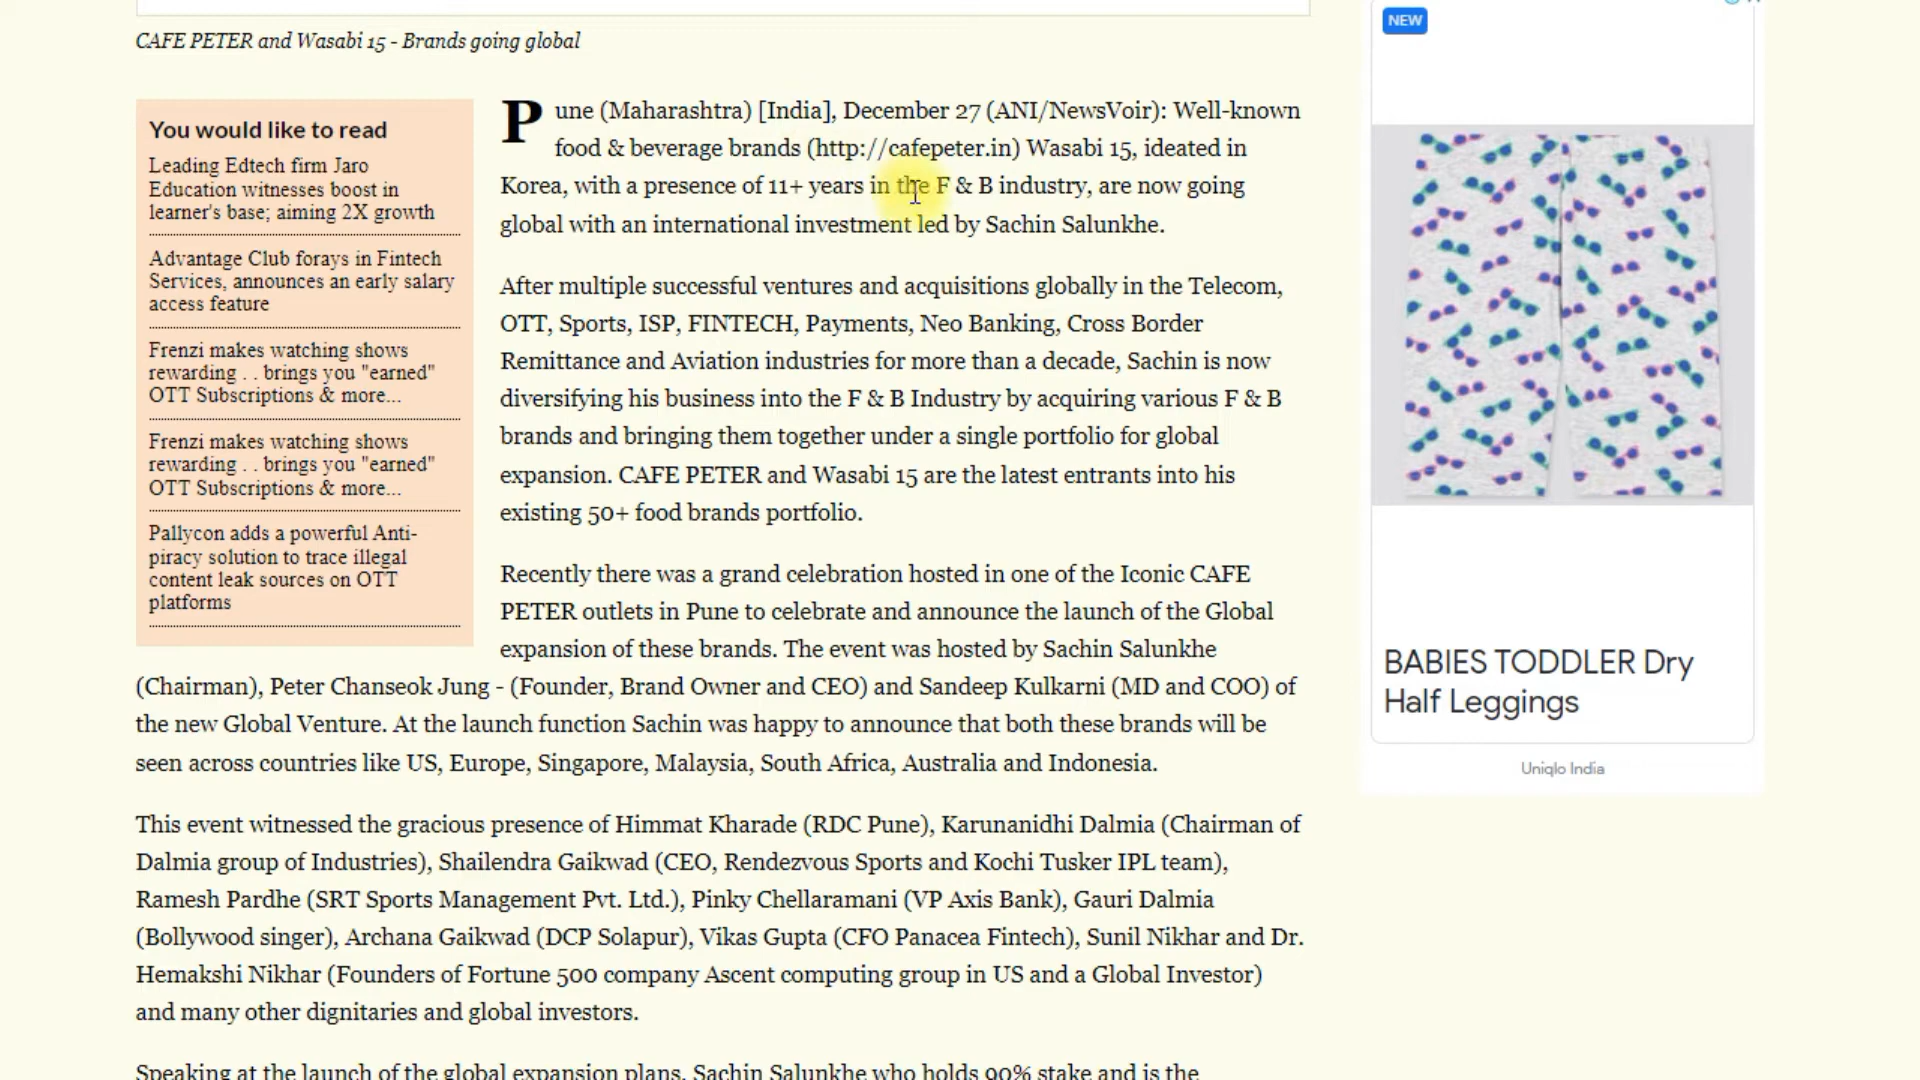 CAFE PETER and Wasabi 15 - Brands going global
You would like to read
Leading Edtech firm Jaro
Education witnesses boost in
learner's base; aiming 2X growth
Advantage Club forays in Fintech
Services, announces an early salary
access feature
Frenzi makes watching shows
rewarding . . brings you "earned"
OTT Subscriptions & more...
Frenzi makes watching shows
rewarding . . brings you "earned"
OTT Subscriptions & more...
Pallycon adds a powerful Anti-
piracy solution to trace illegal
content leak sources on OTT
platforms
Pune (Maharashtra) [India], December 27 (ANI/NewsVoir): Well-known
food & beverage brands (http://cafepeter.in) Wasabi 15, ideated in
Korea, with a presence of 11+ years in the F & B industry, are now going
global with an international investment led by Sachin Salunkhe.
After multiple successful ventures and acquisitions globally in the Telecom,
OTT, Sports, ISP, FINTECH, Payments, Neo Banking, Cross Border
Remittance and Aviation industries for more than a decade, Sachin is now
diversifying his business into the F & B Industry by acquiring various F & B
brands and bringing them together under a single portfolio for global
expansion. CAFE PETER and Wasabi 15 are the latest entrants into his
existing 50+ food brands portfolio.
Recently there was a grand celebration hosted in one of the Iconic CAFE
PETER outlets in Pune to celebrate and announce the launch of the Global
expansion of these brands. The event was hosted by Sachin Salunkhe
(Chairman), Peter Chanseok Jung - (Founder, Brand Owner and CEO) and Sandeep Kulkarni (MD and COO) of
the new Global Venture. At the launch function Sachin was happy to announce that both these brands will be
seen across countries like US, Europe, Singapore, Malaysia, South Africa, Australia and Indonesia.
This event witnessed the gracious presence of Himmat Kharade (RDC Pune), Karunanidhi Dalmia (Chairman of
Dalmia group of Industries), Shailendra Gaikwad (CEO, Rendezvous Sports and Kochi Tusker IPL team),
Ramesh Pardhe (SRT Sports Management Pvt. Ltd.), Pinky Chellaramani (VP Axis Bank), Gauri Dalmia
(Bollywood singer), Archana Gaikwad (DCP Solapur), Vikas Gupta (CFO Panacea Fintech), Sunil Nikhar and Dr.
Hemakshi Nikhar (Founders of Fortune 500 company Ascent computing group in US and a Global Investor)
and many other dignitaries and global investors.
Speaking at the launch of the global expansion plans, Sachin Salunkhe who holds 90% stake and is the
NEW
BABIES TODDLER Dry
Half Leggings
Uniqlo India